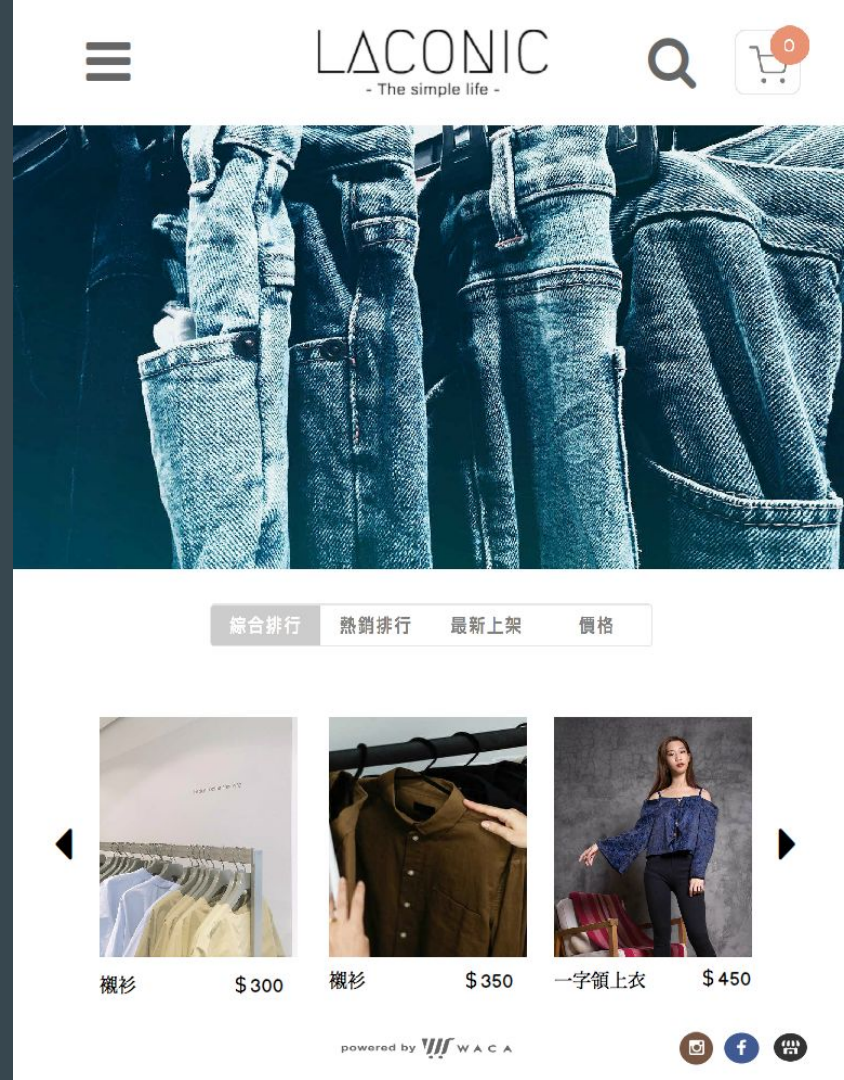 LACONIC
- The simple life -
0
綜合排行 熱銷排行 最新上架 價格
襯衫 $300 襯衫 $350 一字領上衣 $450
powered by WACA
f